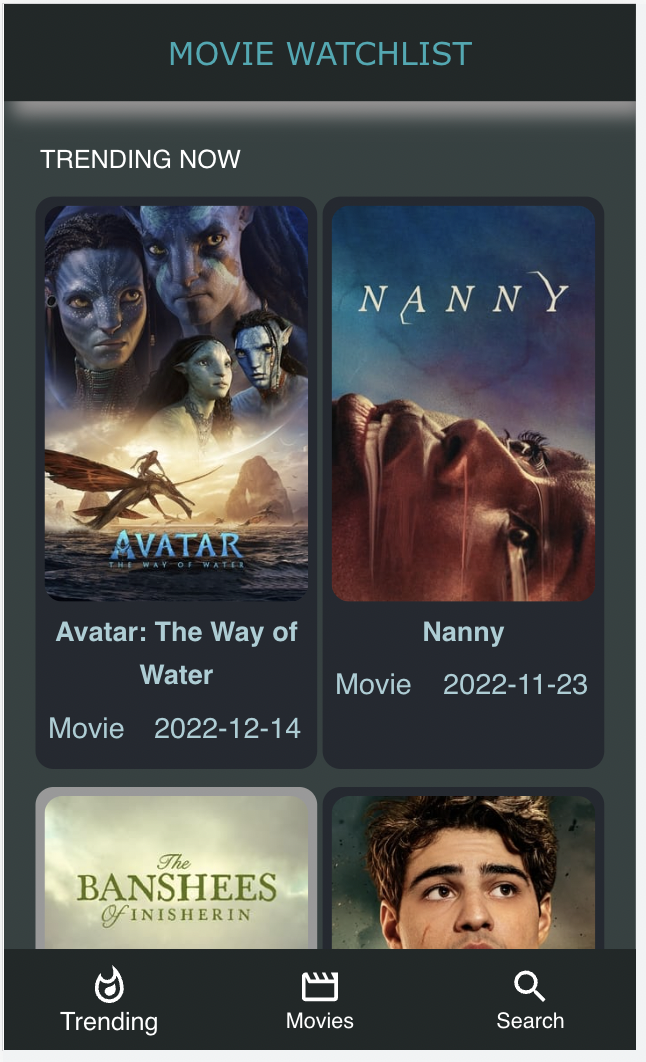 MOVIE WATCHLIST
TRENDING NOW
AVATAR
THE WAY OF WATER
NANNY
Avatar: The Way of
Water
Movie 2022-12-14
Nanny
Movie 2022-11-23
The
BANSHEES
Of INISHERIN
Trending
Movies
Search